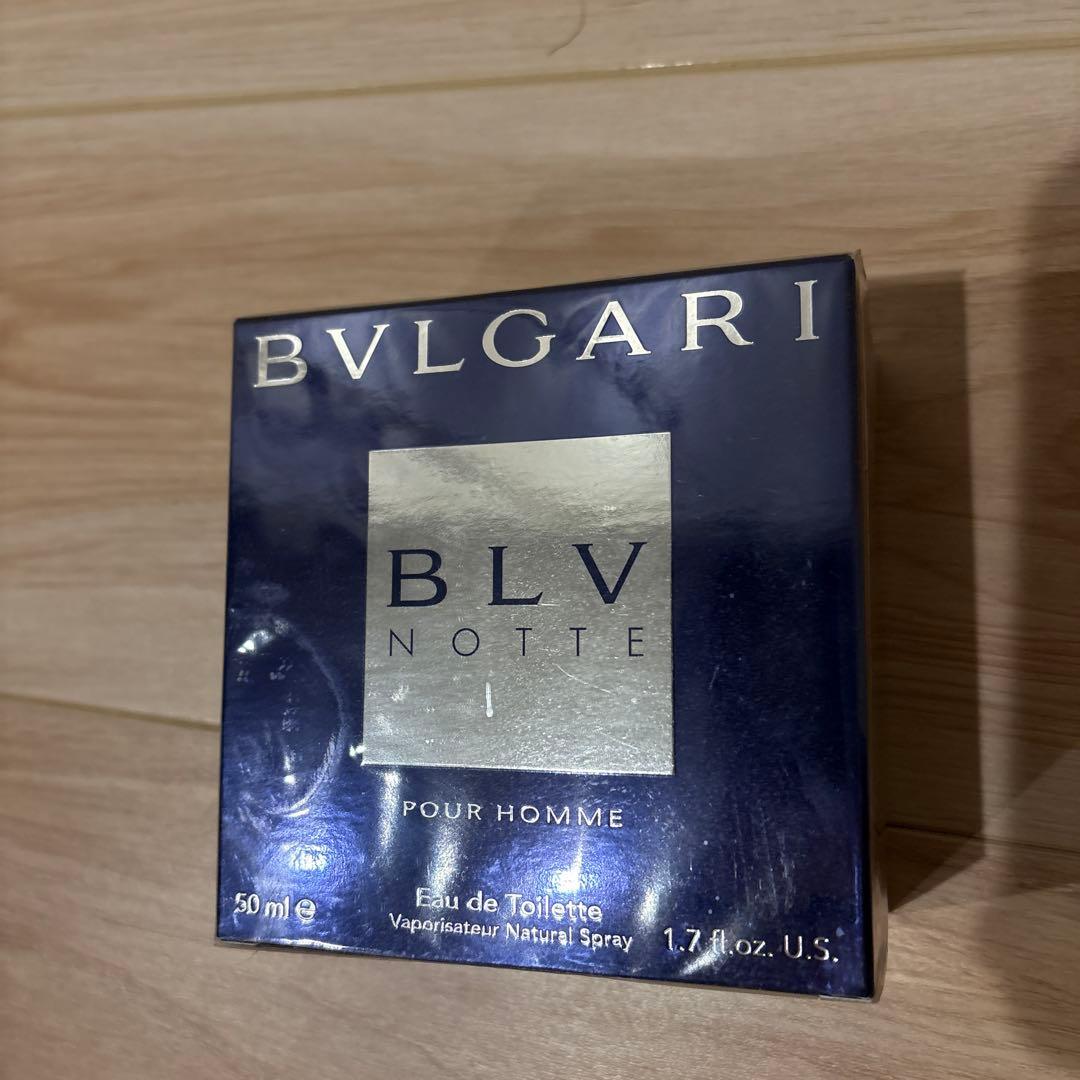 BVLGARI
BLV
NOTTE
POUR HOMME
Eau de Toilette
Vaporisateur Natural Spray
50 ml ℮
1.7 fl.oz. U.S.